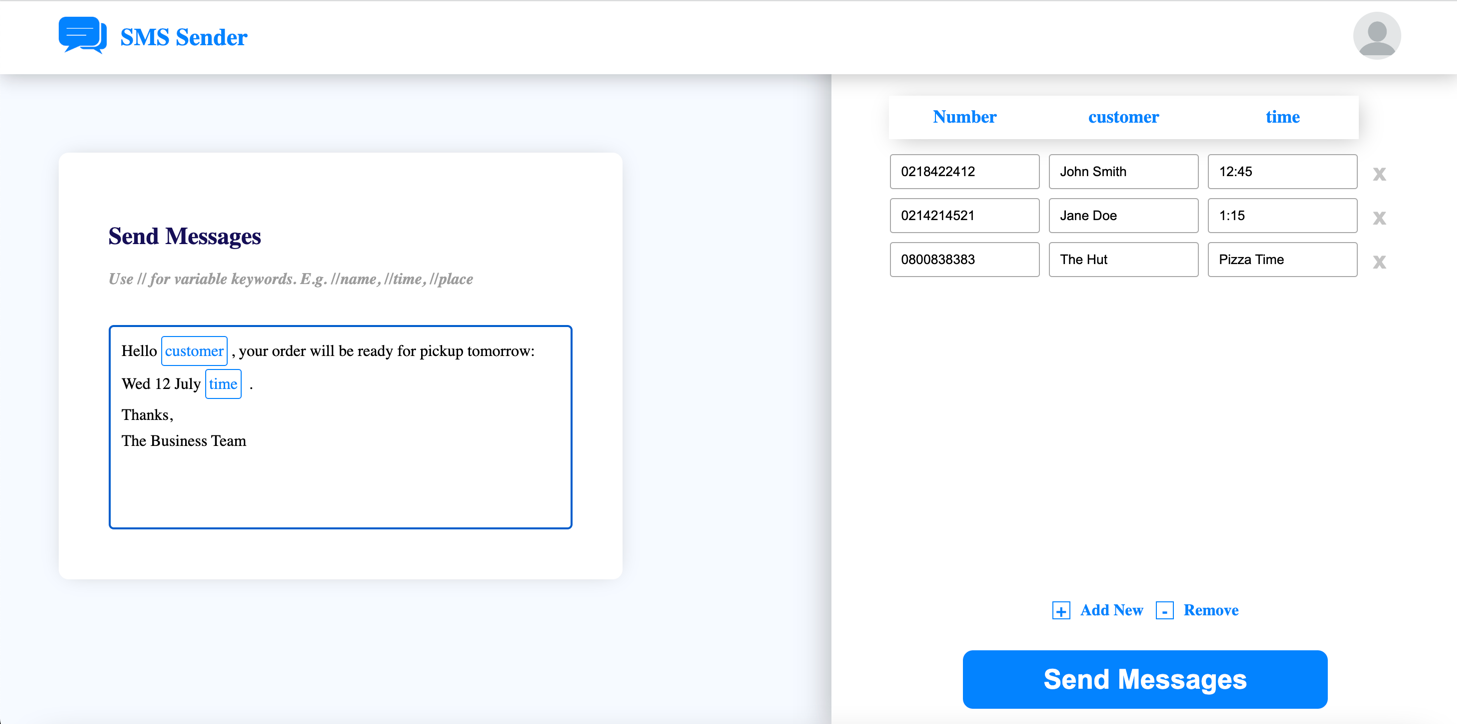 SMS Sender
Send Messages
Use // for variable keywords. E.g. //name, //time, //place
Hello customer , your order will be ready for pickup tomorrow:
Wed 12 July time .
Thanks,
The Business Team
Number customer time
0218422412 John Smith 12:45 X
0214214521 Jane Doe 1:15 X
0800838383 The Hut Pizza Time X
+ Add New - Remove
Send Messages